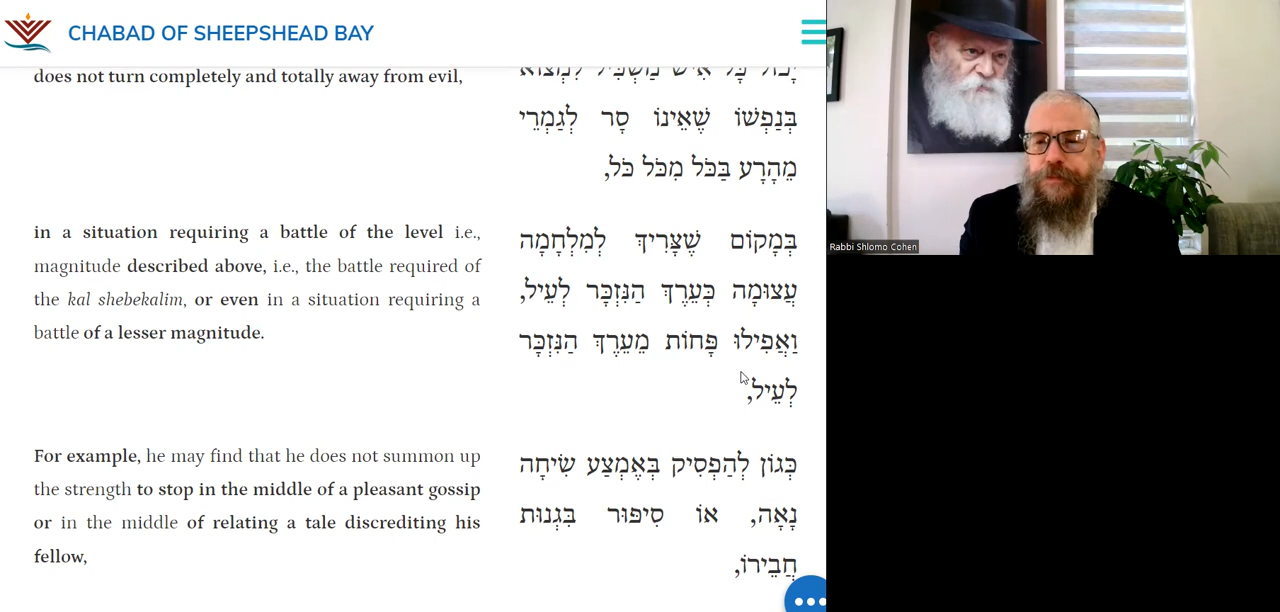 CHABAD OF SHEEPSHEAD BAY
does not turn completely and totally away from evil,
יָכוֹל כָּל אִישׁ מַשְׂכִּיל לִמְצוֹא
בְּנַפְשׁוֹ שֶׁאֵינוֹ סָר לְגַמְרֵי
מֵהָרָע בַּכֹּל מִכֹּל כֹּל,
in a situation requiring a battle of the level i.e.,
magnitude described above, i.e., the battle required of
the kal shebekalim, or even in a situation requiring a
battle of a lesser magnitude.
בְּמָקוֹם שֶׁצָּרִיךְ לְמִלְחָמָה
עֲצוּמָה כְּעֵרֶךְ הַנִּזְכָּר לְעֵיל,
וַאֲפִילוּ פָּחוֹת מֵעֵרֶךְ הַנִּזְכָּר
לְעֵיל,
For example, he may find that he does not summon up
the strength to stop in the middle of a pleasant gossip
or in the middle of relating a tale discrediting his
fellow,
כְּגוֹן לְהַפְסִיק בְּאֶמְצַע שִׂיחָה
נָאָה, אוֹ סִיפּוּר בִּגְנוּת
חֲבֵירוֹ,
Rabbi Shlomo Cohen